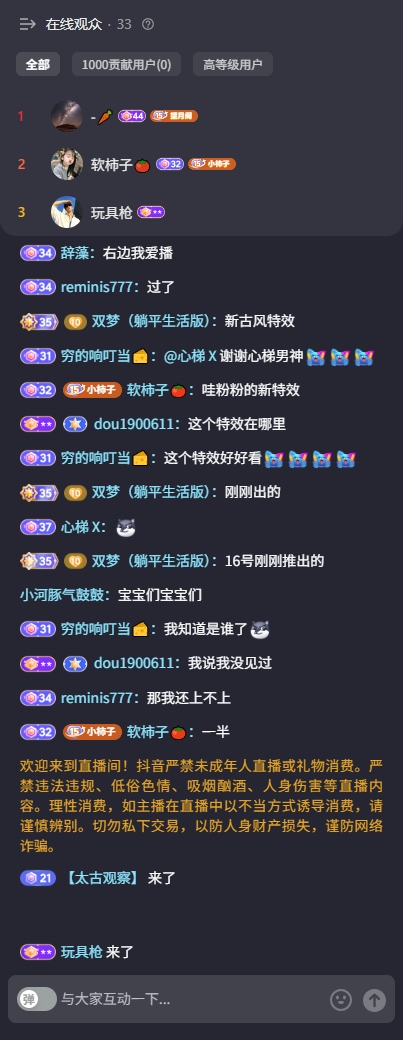 在线观众 · 33
全部 1000贡献用户(0) 高等级用户
1 - 44 15 望月阁
2 软柿子 32 15 小柿子
3 玩具枪 **
34 辞藻：右边我爱播
34 reminis777：过了
35 10 双梦（躺平生活版）：新古风特效
31 穷的响叮当：@心梯 X 谢谢心梯男神
32 15 小柿子 软柿子：哇粉粉的新特效
** dou1900611：这个特效在哪里
31 穷的响叮当：这个特效好好看
35 10 双梦（躺平生活版）：刚刚出的
37 心梯 X：
35 10 双梦（躺平生活版）：16号刚刚推出的
小河豚气鼓鼓：宝宝们宝宝们
31 穷的响叮当：我知道是谁了
** dou1900611：我说我没见过
34 reminis777：那我还上不上
32 15 小柿子 软柿子：一半
欢迎来到直播间！抖音严禁未成年人直播或礼物消费。严
禁违法违规、低俗色情、吸烟酗酒、人身伤害等直播内
容。理性消费，如主播在直播中以不当方式诱导消费，请
谨慎辨别。切勿私下交易，以防人身财产损失，谨防网络
诈骗。
21 【太古观察】 来了
** 玩具枪 来了
弹 与大家互动一下...